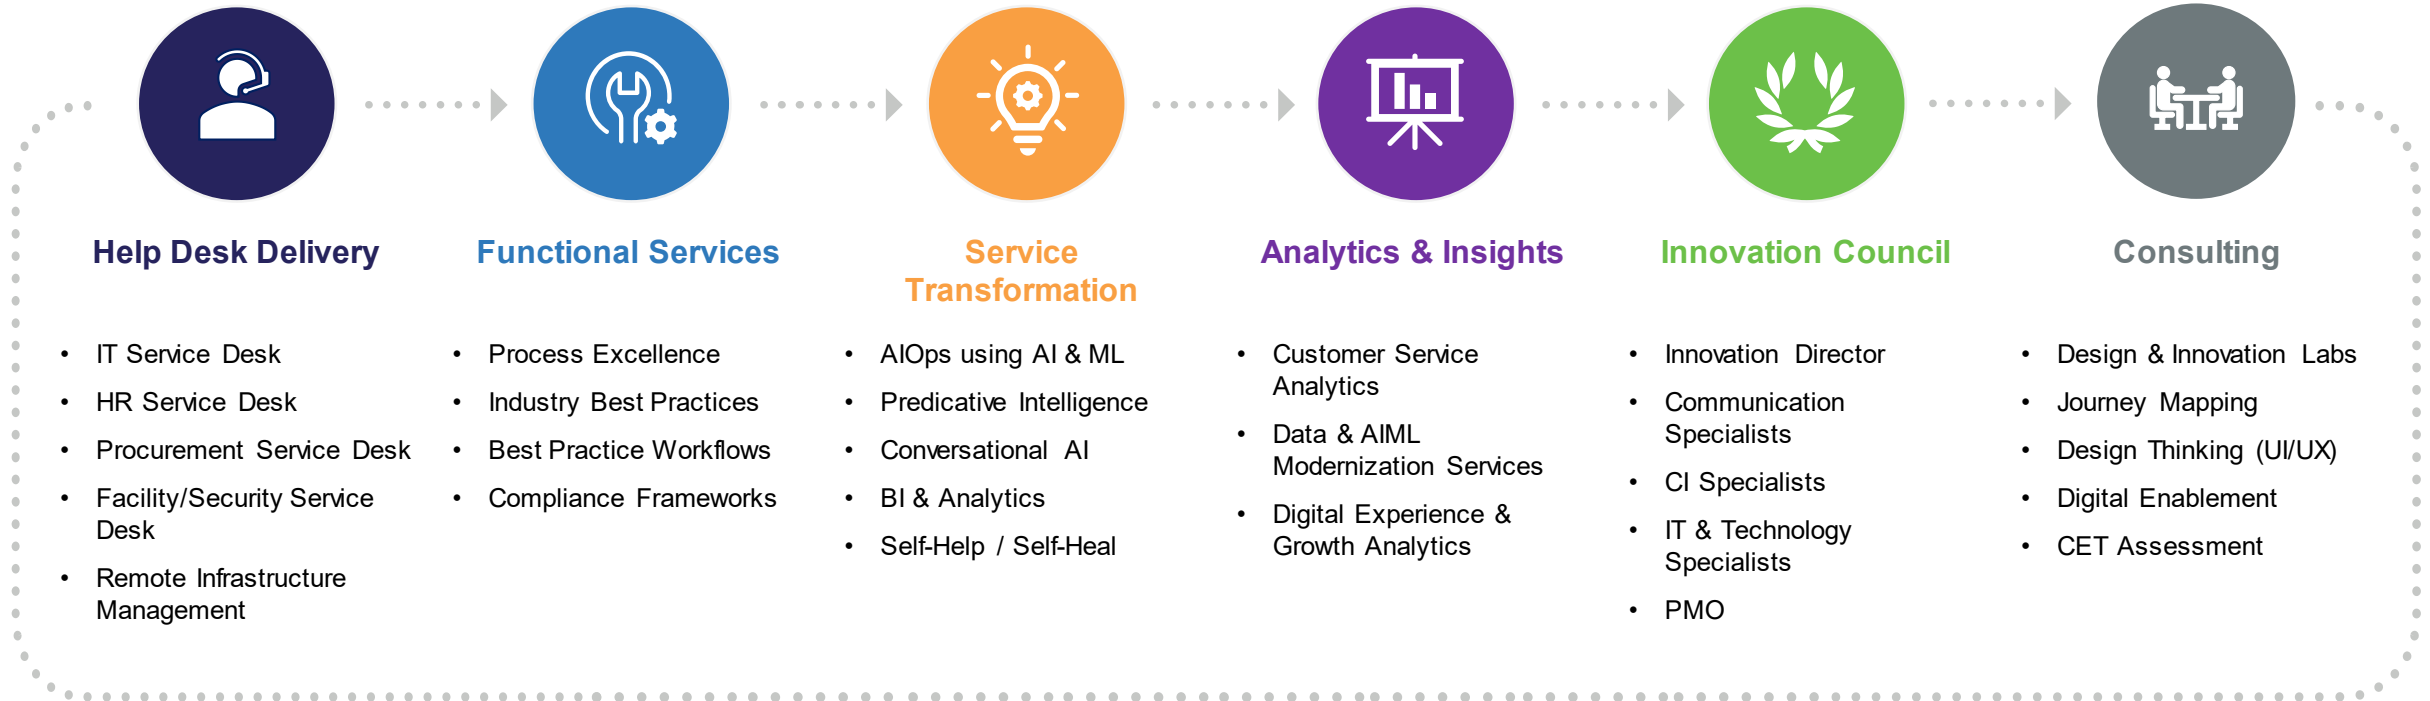 Help Desk Delivery
• IT Service Desk
• HR Service Desk
• Procurement Service Desk
• Facility/Security Service
Desk
• Remote Infrastructure
Management
Functional Services
• Process Excellence
• Industry Best Practices
• Best Practice Workflows
• Compliance Frameworks
Service
Transformation
• AIOps using AI & ML
• Predicative Intelligence
• Conversational AI
• BI & Analytics
• Self-Help / Self-Heal
Analytics & Insights
• Customer Service
Analytics
• Data & AIML
Modernization Services
• Digital Experience &
Growth Analytics
Innovation Council
• Innovation Director
• Communication
Specialists
• CI Specialists
• IT & Technology
Specialists
• PMO
Consulting
• Design & Innovation Labs
• Journey Mapping
• Design Thinking (UI/UX)
• Digital Enablement
• CET Assessment